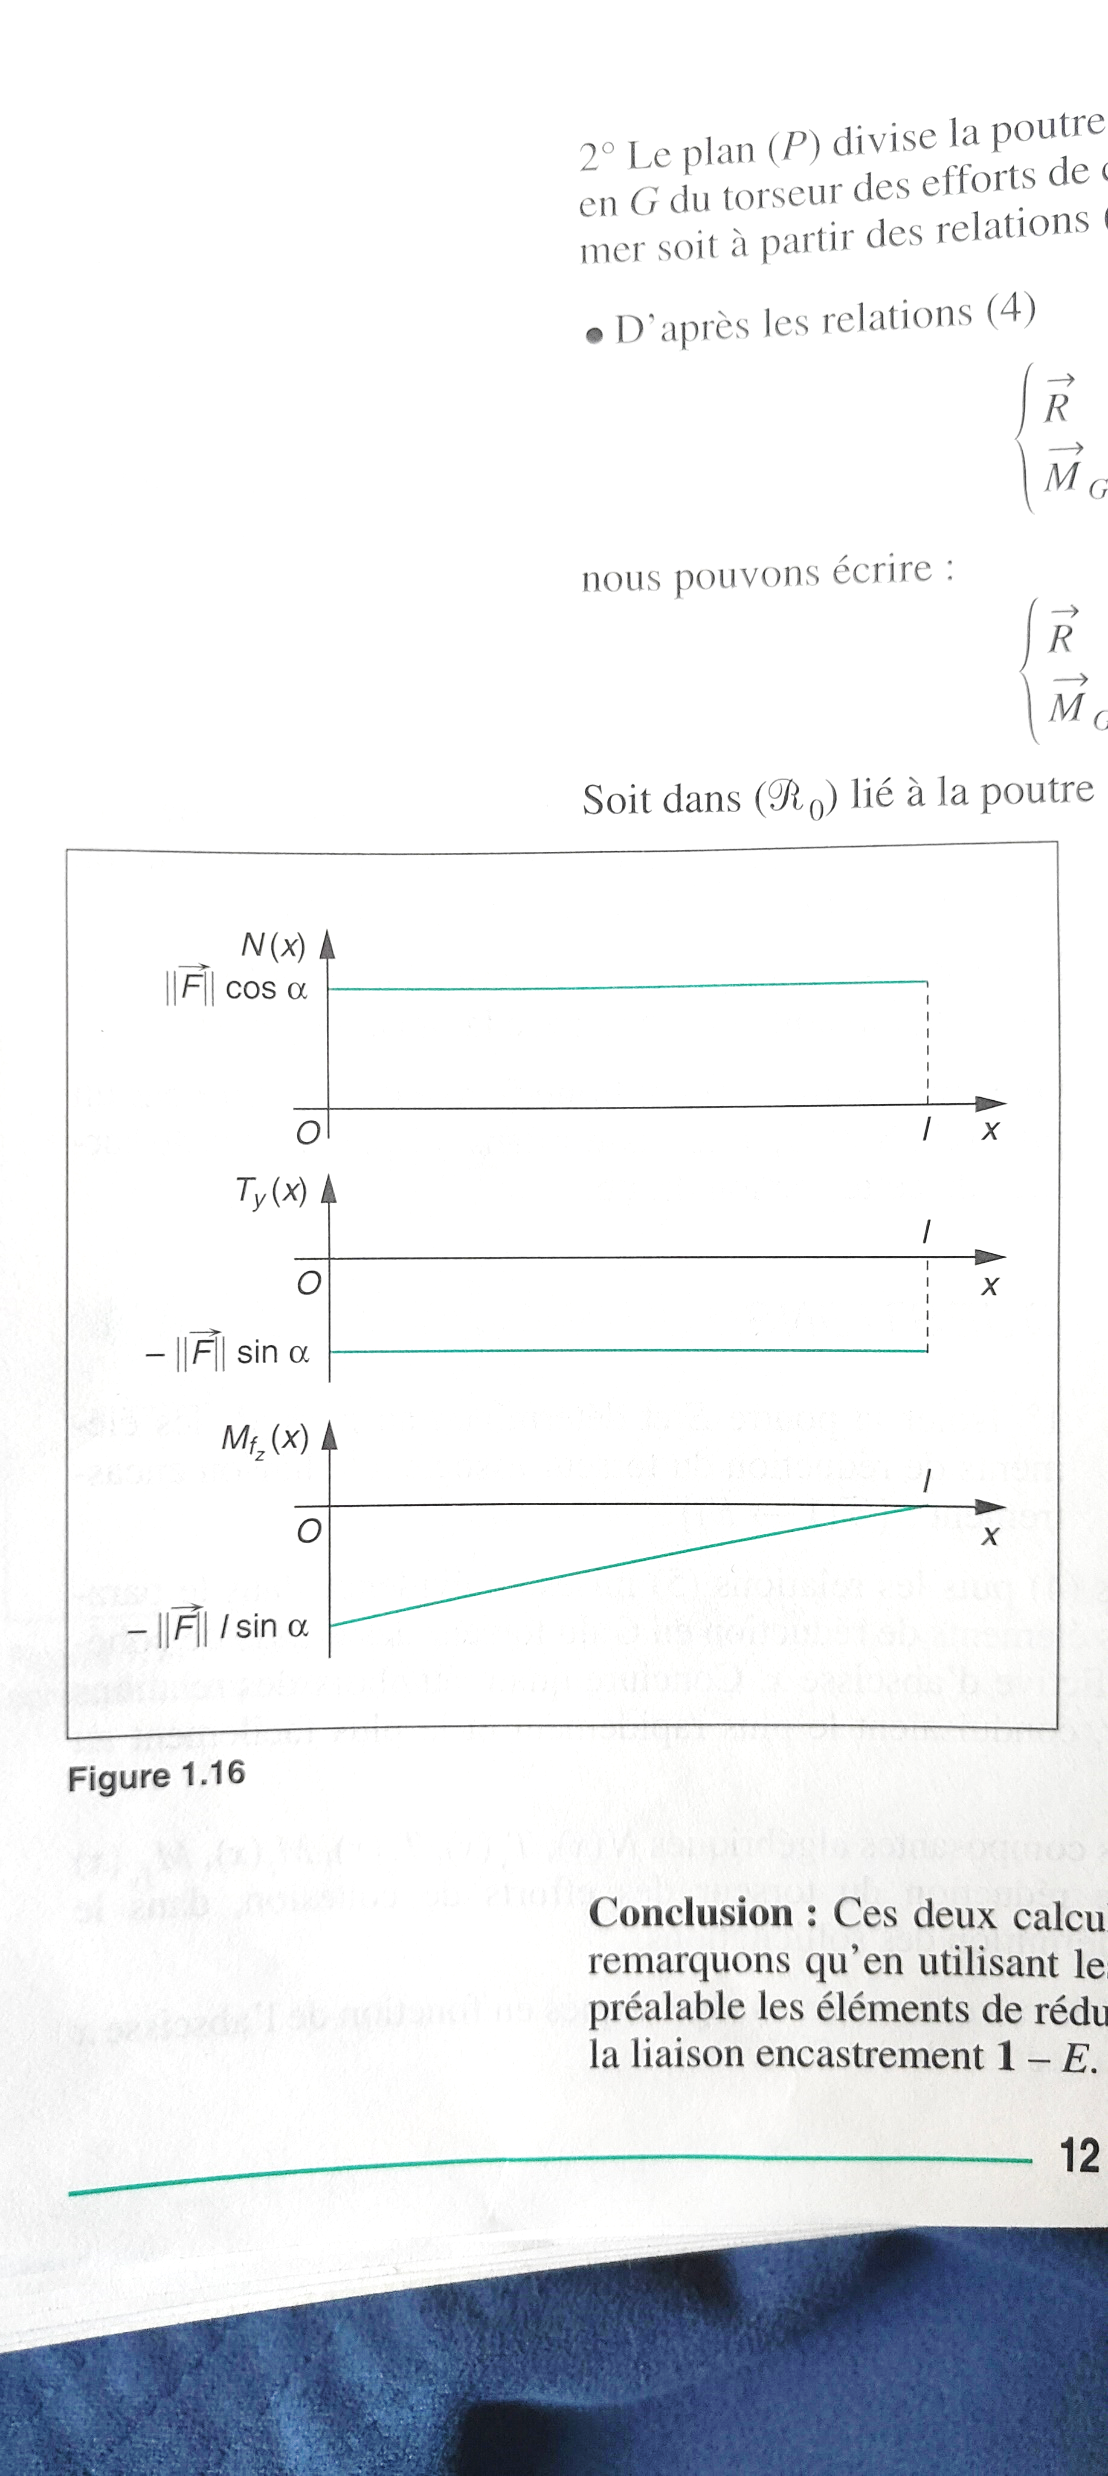 2° Le plan (P) divise la poutre
en G du torseur des efforts de
mer soit à partir des relations (
• D'après les relations (4)
R
M G
nous pouvons écrire :
R
M G
Soit dans (ℛ0) lié à la poutre
N(x)
||F|| cos α
O
l
x
Ty(x)
l
O
x
– ||F|| sin α
Mfz(x)
l
O
x
– ||F|| l sin α
Figure 1.16
Conclusion : Ces deux calcul
remarquons qu'en utilisant les
préalable les éléments de rédu
la liaison encastrement 1 – E.
12